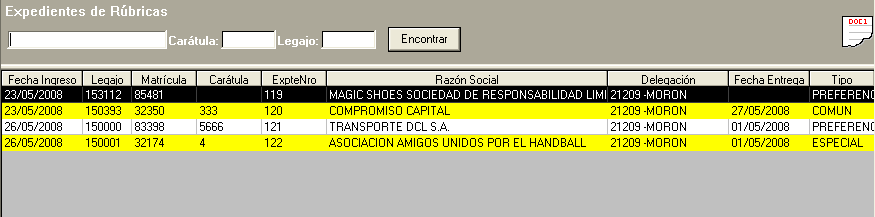 Expedientes de Rúbricas
DOC1
Carátula: Legajo: Encontrar
Fecha Ingreso Legajo Matrícula Carátula ExpteNro Razón Social Delegación Fecha Entrega Tipo
23/05/2008 153112 85481 119 MAGIC SHOES SOCIEDAD DE RESPONSABILIDAD LIMI 21209 -MORON PREFERENC
23/05/2008 150393 32350 333 120 COMPROMISO CAPITAL 21209 -MORON 27/05/2008 COMUN
26/05/2008 150000 83398 5666 121 TRANSPORTE DCL S.A. 21209 -MORON 01/05/2008 PREFERENC
26/05/2008 150001 32174 4 122 ASOCIACION AMIGOS UNIDOS POR EL HANDBALL 21209 -MORON 01/05/2008 ESPECIAL